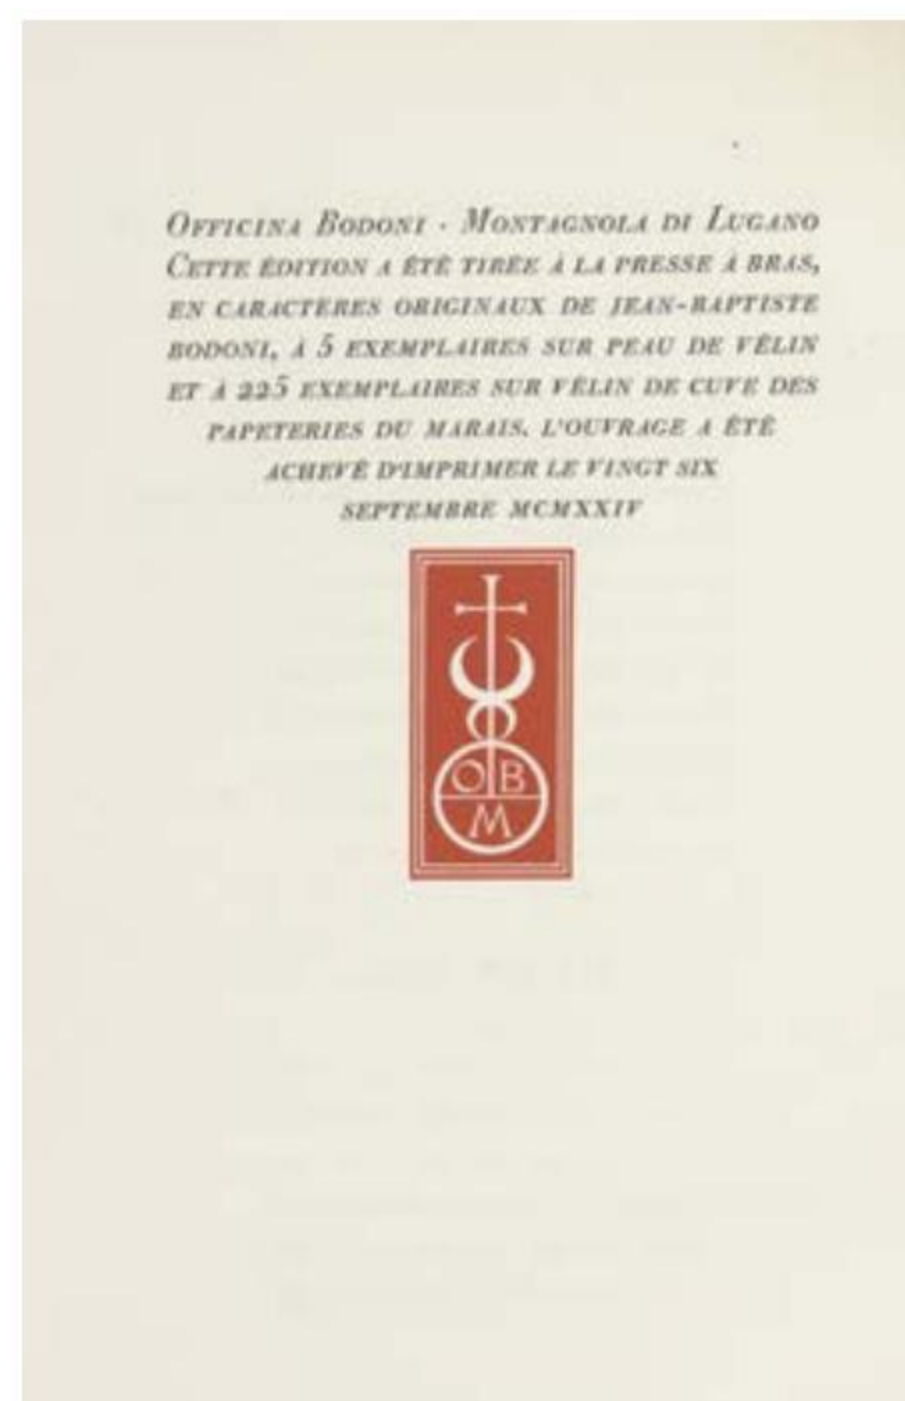 Officina Bodoni · Montagnola di Lugano
Cette édition a été tirée à la presse à bras,
en caractères originaux de Jean-Baptiste
Bodoni, à 5 exemplaires sur peau de vélin
et à 225 exemplaires sur vélin de cuve des
papeteries du Marais. L'ouvrage a été
achevé d'imprimer le vingt six
septembre MCMXXIV
O B
M